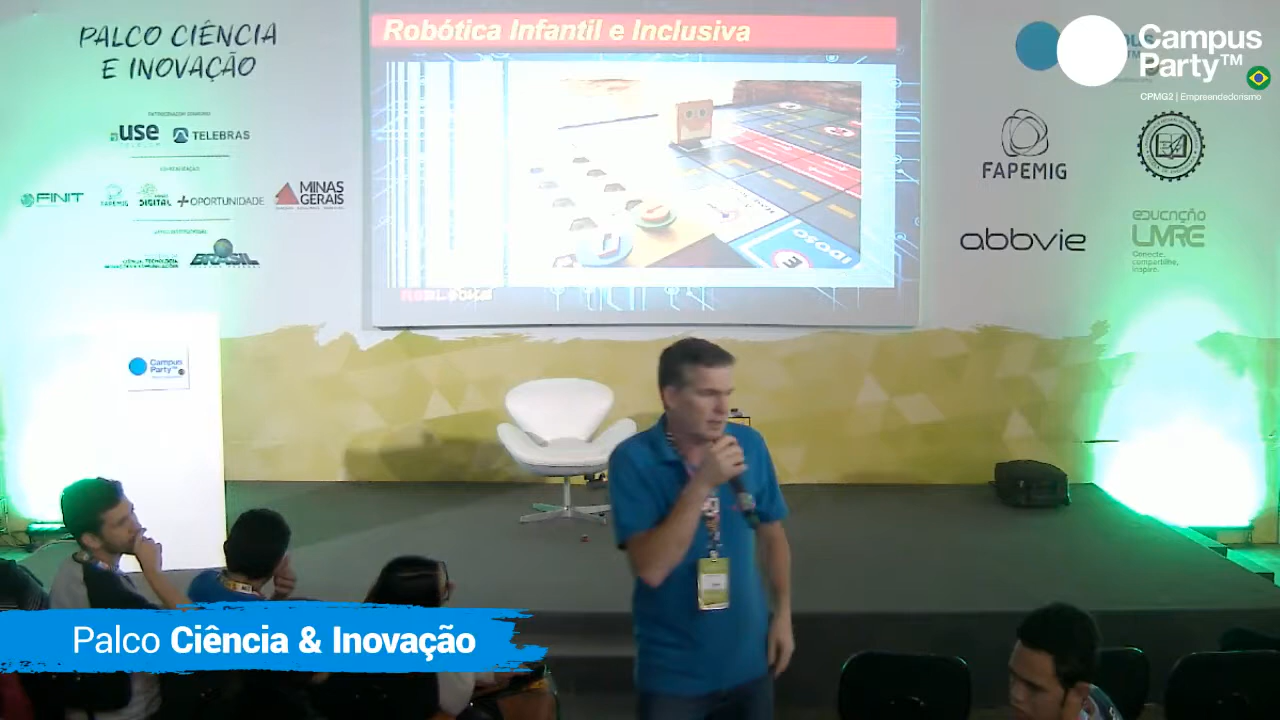 PALCO CIÊNCIA
E INOVAÇÃO
USE
TELEBRAS
FINIT
DIGITAL
+OPORTUNIDADE
MINAS
GERAIS
BRASIL
Robótica Infantil e Inclusiva
Campus
Party™
CPMG2 | Empreendedorismo
FAPEMIG
abbvie
EDUCAÇÃO
LIVRE
Conecte,
compartilhe,
inspire.
Campus
Party™
Palco Ciência & Inovação